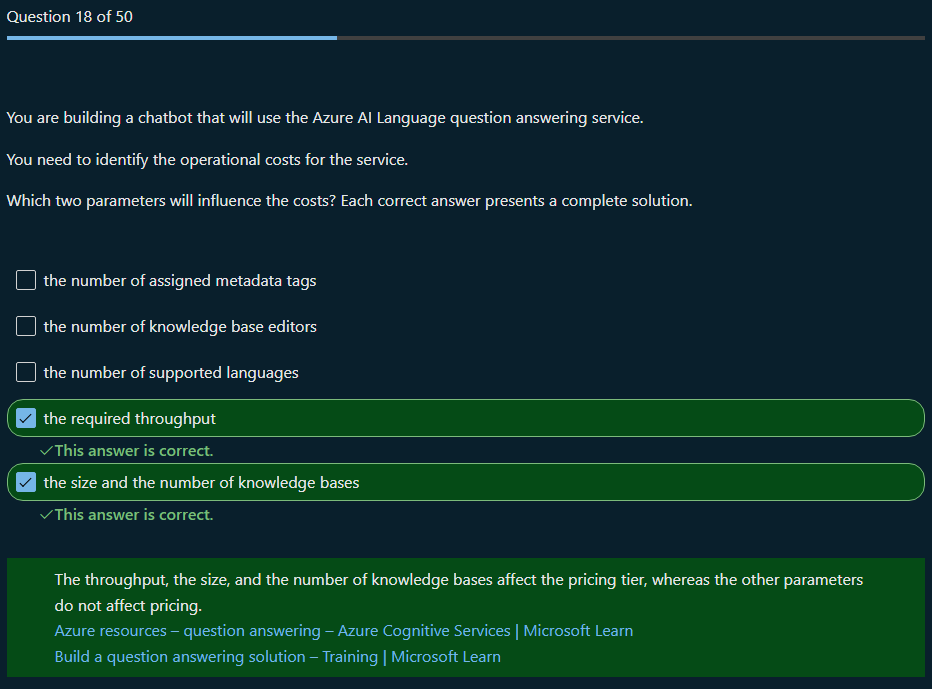 Question 18 of 50
You are building a chatbot that will use the Azure AI Language question answering service.
You need to identify the operational costs for the service.
Which two parameters will influence the costs? Each correct answer presents a complete solution.
the number of assigned metadata tags
the number of knowledge base editors
the number of supported languages
the required throughput
✓This answer is correct.
the size and the number of knowledge bases
✓This answer is correct.
The throughput, the size, and the number of knowledge bases affect the pricing tier, whereas the other parameters
do not affect pricing.
Azure resources – question answering – Azure Cognitive Services | Microsoft Learn
Build a question answering solution – Training | Microsoft Learn